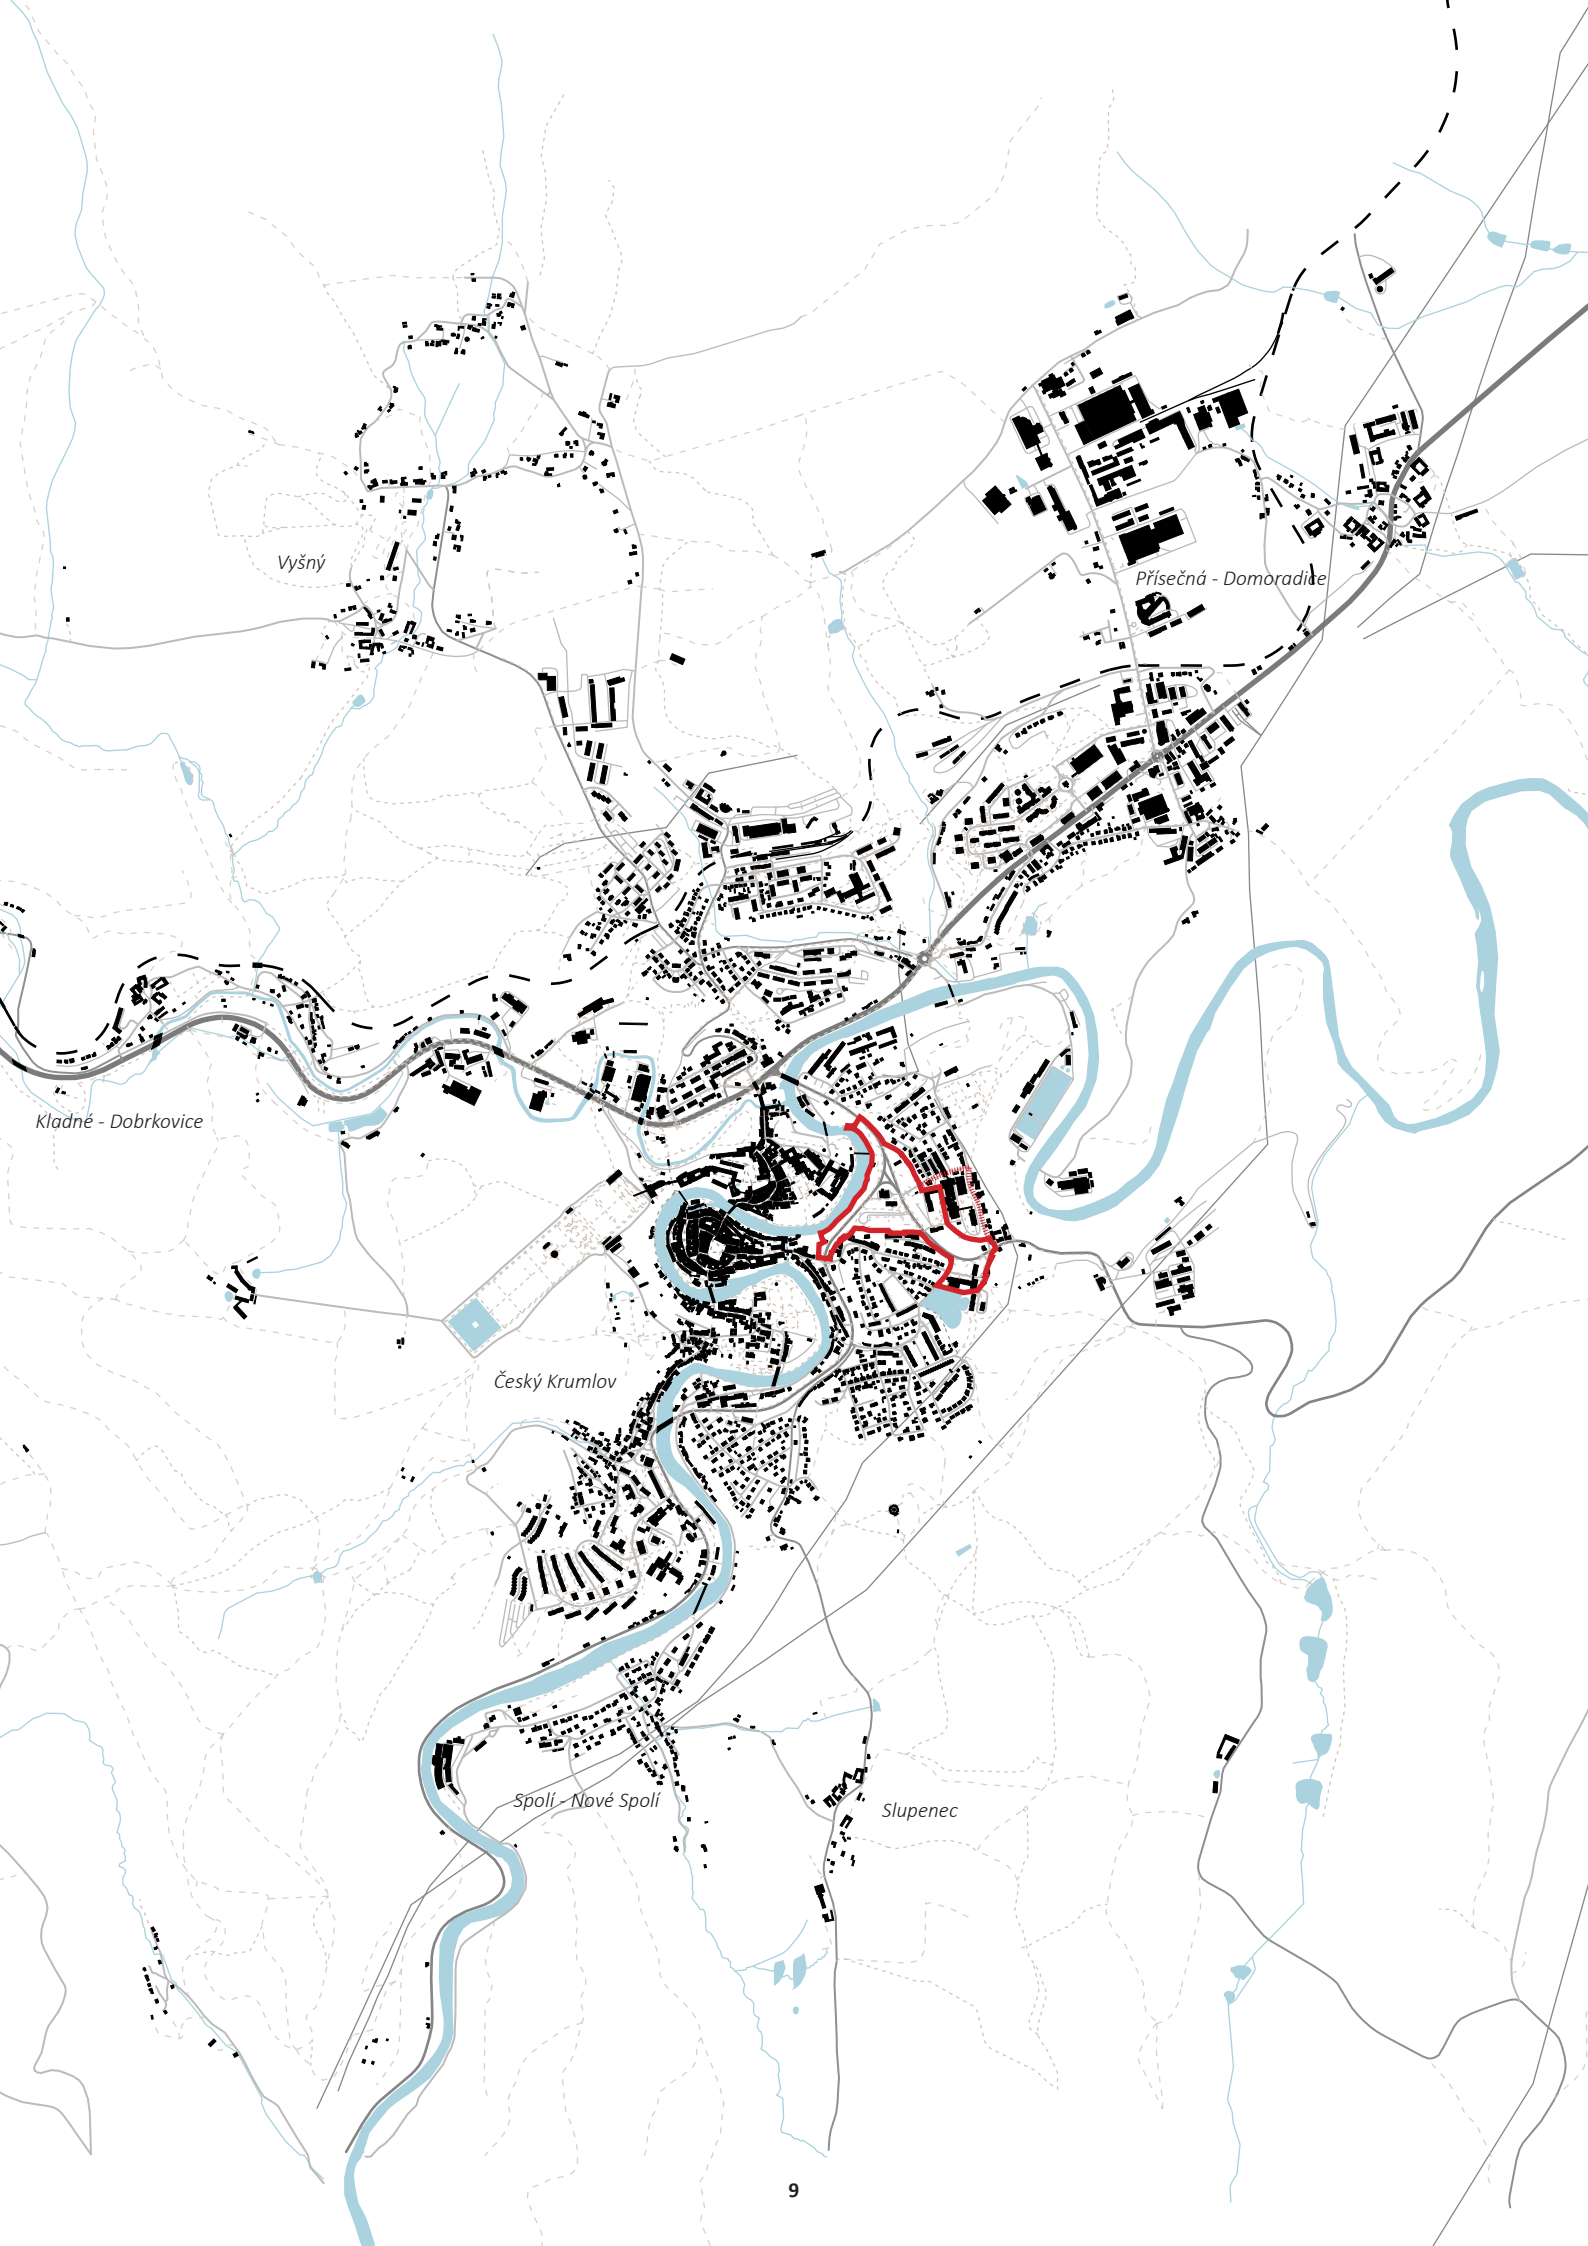 Vyšný
Přísečná - Domoradice
Kladné - Dobrkovice
Český Krumlov
Spolí - Nové Spolí
Slupenec
9